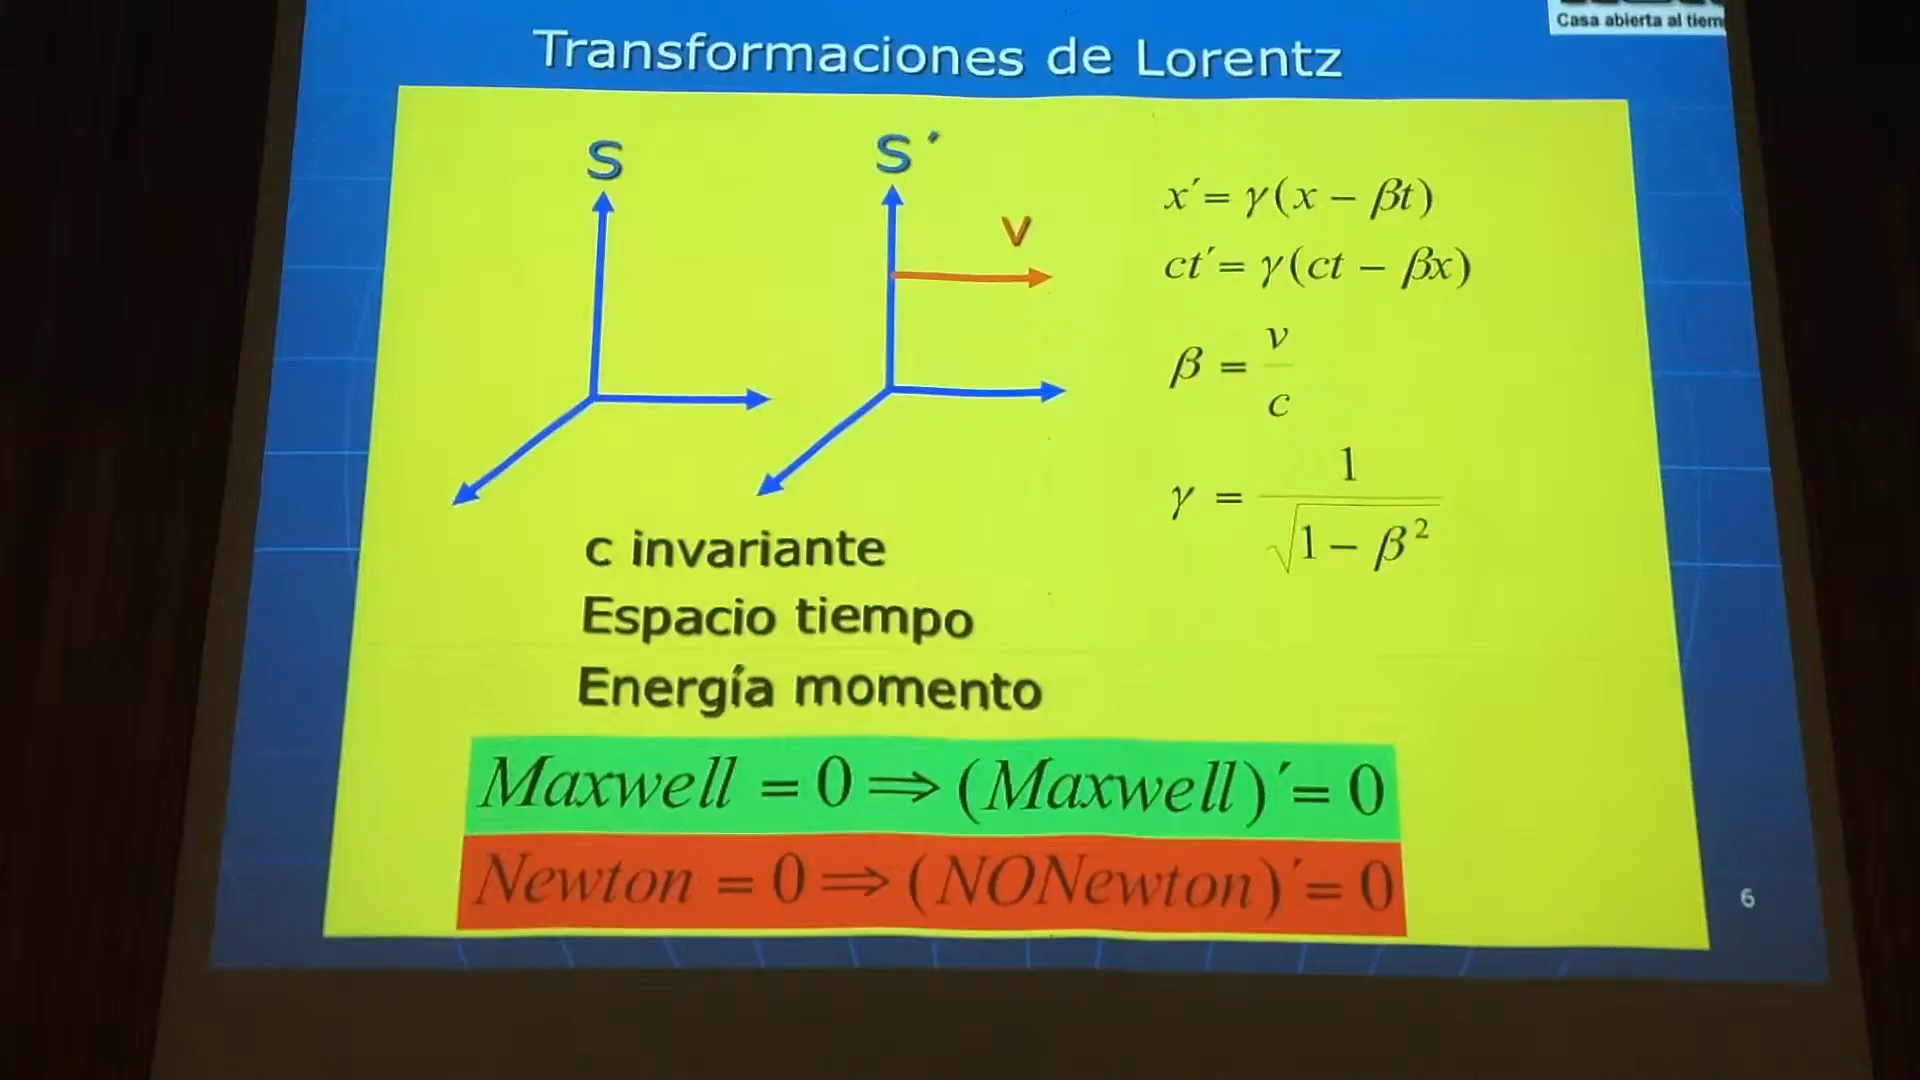 Casa abierta al tiem
Transformaciones de Lorentz
S
S´
v
x´= γ(x − βt)
ct´= γ(ct − βx)
β = v/c
γ = 1/√(1 − β²)
c invariante
Espacio tiempo
Energía momento
Maxwell = 0 ⇒ (Maxwell)´= 0
Newton = 0 ⇒ (NONewton)´= 0
6